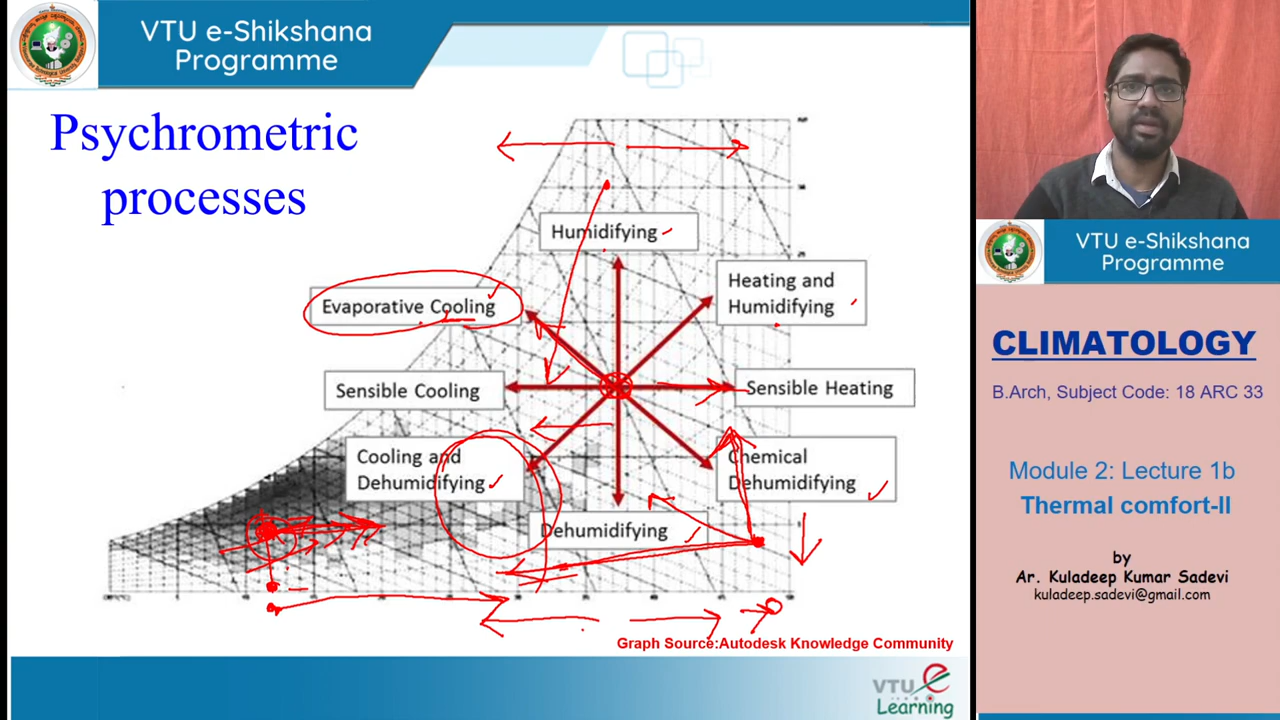 VTU e-Shikshana
Programme
Psychrometric
processes
Humidifying
Heating and
Humidifying
Evaporative Cooling
Sensible Cooling
Sensible Heating
Cooling and
Dehumidifying
Chemical
Dehumidifying
Dehumidifying
Graph Source:Autodesk Knowledge Community
VTU e
Learning
VTU e-Shikshana
Programme
CLIMATOLOGY
B.Arch, Subject Code: 18 ARC 33
Module 2: Lecture 1b
Thermal comfort-II
by
Ar. Kuladeep Kumar Sadevi
kuladeep.sadevi@gmail.com